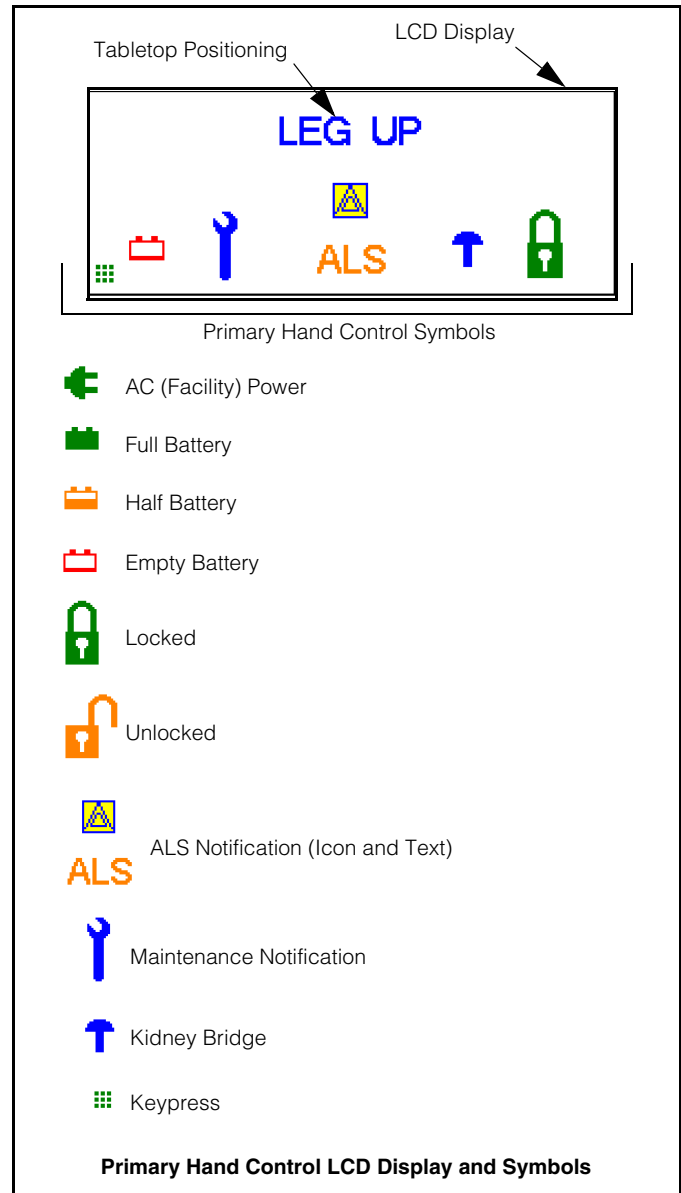 LCD Display
Tabletop Positioning
LEG UP
ALS
Primary Hand Control Symbols
AC (Facility) Power
Full Battery
Half Battery
Empty Battery
Locked
Unlocked
ALS Notification (Icon and Text)
ALS
Maintenance Notification
Kidney Bridge
Keypress
Primary Hand Control LCD Display and Symbols